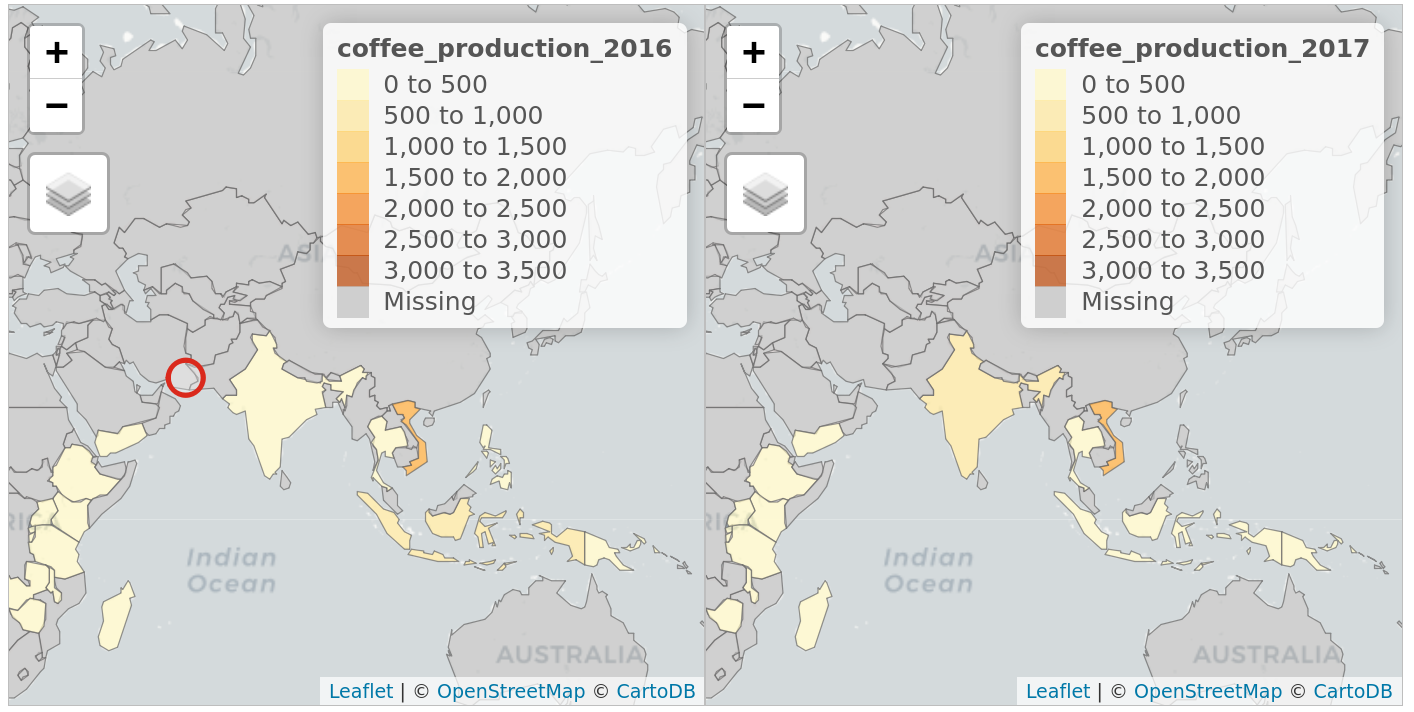 +
−
coffee_production_2016
0 to 500
500 to 1,000
1,000 to 1,500
1,500 to 2,000
2,000 to 2,500
2,500 to 3,000
3,000 to 3,500
Missing
Indian
Ocean
AUSTRALIA
Leaflet | © OpenStreetMap © CartoDB
+
−
coffee_production_2017
0 to 500
500 to 1,000
1,000 to 1,500
1,500 to 2,000
2,000 to 2,500
2,500 to 3,000
3,000 to 3,500
Missing
Indian
Ocean
AUSTRALIA
Leaflet | © OpenStreetMap © CartoDB